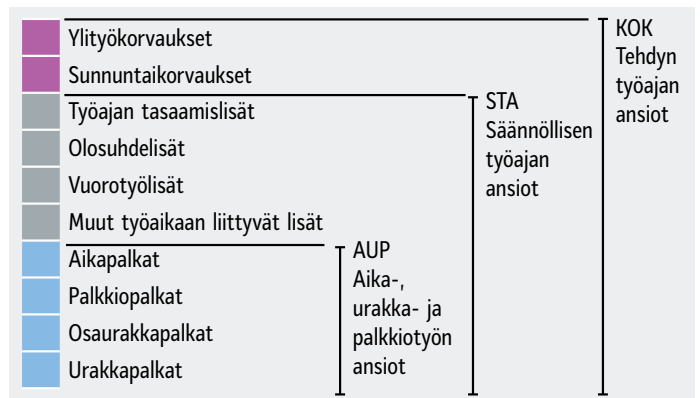 Ylityökorvaukset
Sunnuntaikorvaukset
Työajan tasaamislisät
Olosuhdelisät
Vuorotyölisät
Muut työaikaan liittyvät lisät
Aikapalkat
Palkkiopalkat
Osaurakkapalkat
Urakkapalkat
AUP
Aika-,
urakka- ja
palkkiotyön
ansiot
STA
Säännöllisen
työajan
ansiot
KOK
Tehdyn
työajan
ansiot